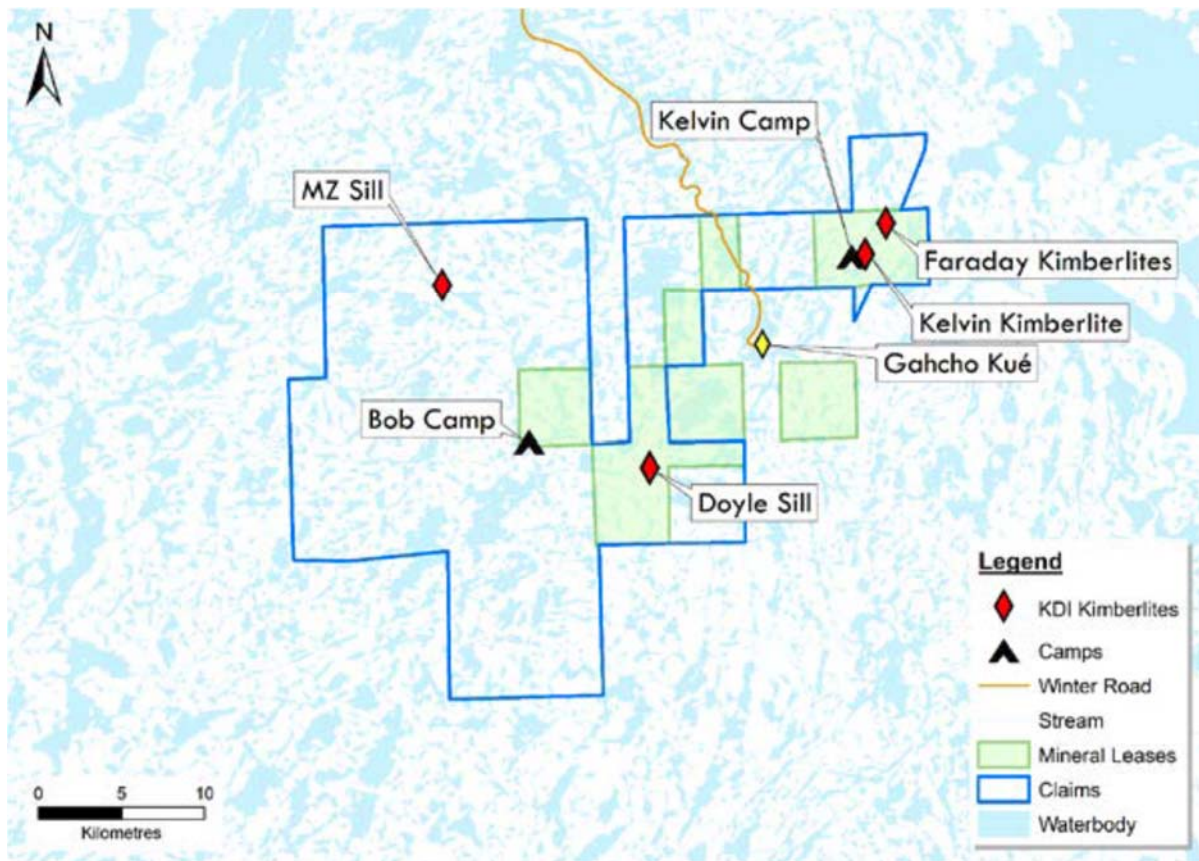 N
Kelvin Camp
MZ Sill
Faraday Kimberlites
Kelvin Kimberlite
Gahcho Kué
Bob Camp
Doyle Sill
Legend
KDI Kimberlites
Camps
Winter Road
Stream
Mineral Leases
Claims
Waterbody
0 5 10
Kilometres